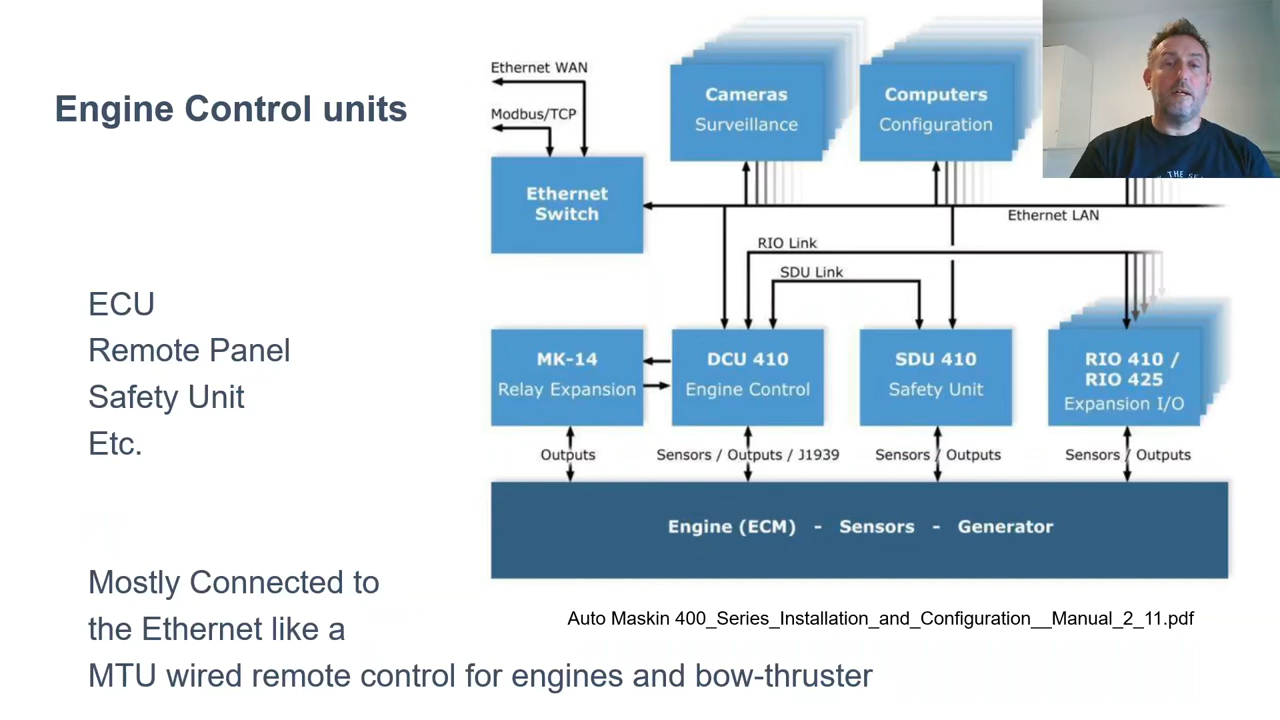 Engine Control units
ECU
Remote Panel
Safety Unit
Etc.
Mostly Connected to
the Ethernet like a
MTU wired remote control for engines and bow-thruster
Ethernet WAN
Modbus/TCP
Ethernet
Switch
Cameras
Surveillance
Computers
Configuration
THE
Ethernet LAN
RIO Link
SDU Link
MK-14
Relay Expansion
DCU 410
Engine Control
SDU 410
Safety Unit
RIO 410 /
RIO 425
Expansion I/O
Outputs
Sensors / Outputs / J1939
Sensors / Outputs
Sensors / Outputs
Engine (ECM) - Sensors - Generator
Auto Maskin 400_Series_Installation_and_Configuration__Manual_2_11.pdf